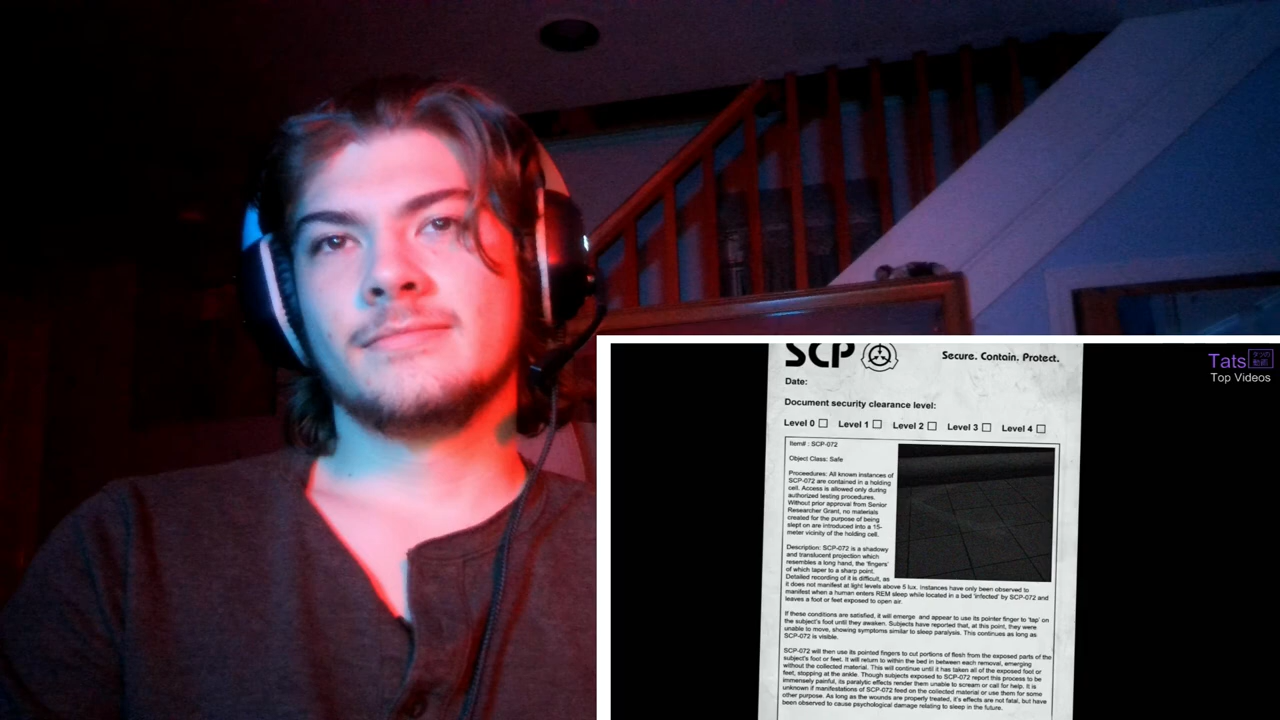 SCP
Secure. Contain. Protect.
Tats
Top Videos
Date:
Document security clearance level:
Level 0 Level 1 Level 2 Level 3 Level 4
Item# : SCP-072
Object Class: Safe
Proceedures: All known instances of
SCP-072 are contained in a holding
cell. Access is allowed only during
authorized testing procedures.
Without prior approval from Senior
Researcher Grant, no materials
created for the purpose of being
slept on are introduced into a 15-
meter vicinity of the holding cell.
Description: SCP-072 is a shadowy
and translucent projection which
resembles a long hand, the 'fingers'
of which taper to a sharp point.
Detailed recording of it is difficult, as
it does not manifest at light levels above 5 lux. Instances have only been observed to
manifest when a human enters REM sleep while located in a bed 'infected' by SCP-072 and
leaves a foot or feet exposed to open air.
If these conditions are satisfied, it will emerge and appear to use its pointer finger to 'tap' on
the subject's foot until they awaken. Subjects have reported that, at this point, they were
unable to move, showing symptoms similar to sleep paralysis. This continues as long as
SCP-072 is visible.
SCP-072 will then use its pointed fingers to cut portions of flesh from the exposed parts of the
subject's foot or feet. It will return to within the bed in between each removal, emerging
without the collected material. This will continue until it has taken all of the exposed foot or
feet, stopping at the ankle. Though subjects exposed to SCP-072 report this process to be
immensely painful, its paralytic effects render them unable to scream or call for help. It is
unknown if manifestations of SCP-072 feed on the collected material or use them for some
other purpose. As long as the wounds are properly treated, it's effects are not fatal, but have
been observed to cause psychological damage relating to sleep in the future.